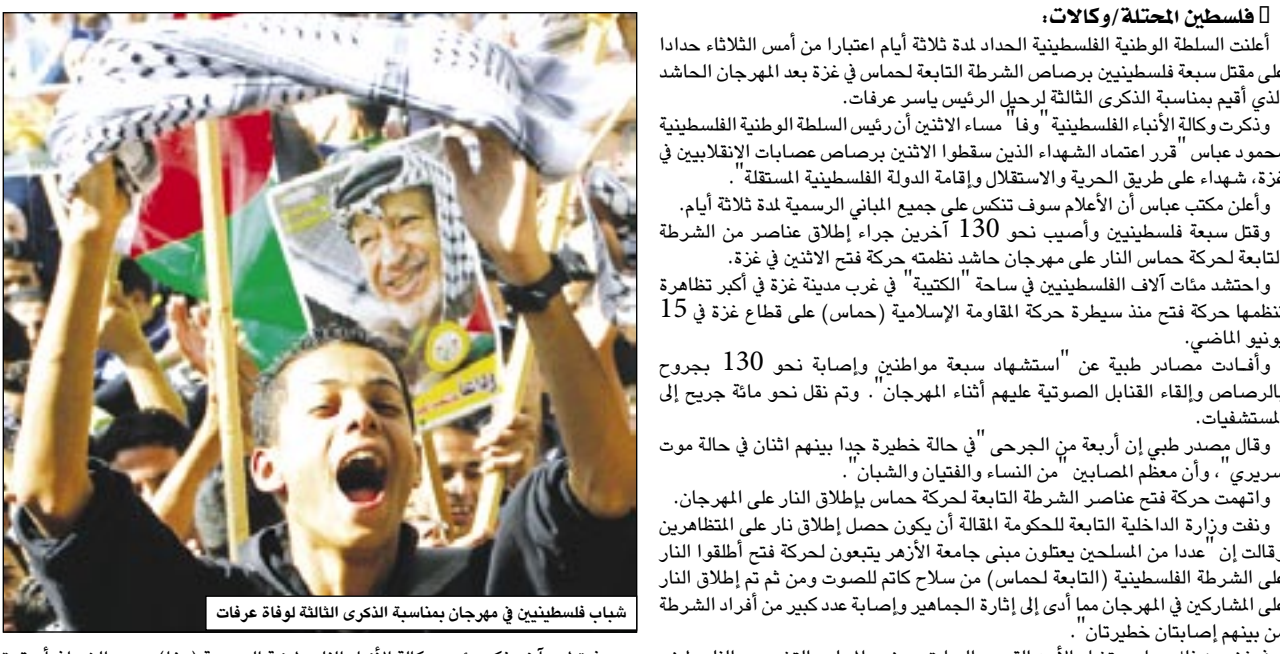 فلسطين المحتلة/وكالات:
أعلنت السلطة الوطنية الفلسطينية الحداد لمدة ثلاثة أيام اعتبارا من أمس الثلاثاء حدادا
على مقتل سبعة فلسطينيين برصاص الشرطة التابعة لحماس في غزة بعد المهرجان الحاشد
الذي أقيم بمناسبة الذكرى الثالثة لرحيل الرئيس ياسر عرفات.
وذكرت وكالة الأنباء الفلسطينية "وفا" مساء الاثنين أن رئيس السلطة الوطنية الفلسطينية
محمود عباس "قرر اعتماد الشهداء الذين سقطوا الاثنين برصاص عصابات الإنقلابيين في
غزة، شهداء على طريق الحرية والاستقلال وإقامة الدولة الفلسطينية المستقلة".
وأعلن مكتب عباس أن الأعلام سوف تنكس على جميع المباني الرسمية لمدة ثلاثة أيام.
وقتل سبعة فلسطينيين وأصيب نحو 130 آخرين جراء إطلاق عناصر من الشرطة
التابعة لحركة حماس النار على مهرجان حاشد نظمته حركة فتح الاثنين في غزة.
واحتشد مئات آلاف الفلسطينيين في ساحة "الكتيبة" في غرب مدينة غزة في أكبر تظاهرة
تنظمها حركة فتح منذ سيطرة حركة المقاومة الإسلامية (حماس) على قطاع غزة في 15
يونيو الماضي.
وأفادت مصادر طبية عن "استشهاد سبعة مواطنين وإصابة نحو 130 بجروح
بالرصاص وإلقاء القنابل الصوتية عليهم أثناء المهرجان". وتم نقل نحو مائة جريح إلى
المستشفيات.
وقال مصدر طبي إن أربعة من الجرحى "في حالة خطيرة جدا بينهم اثنان في حالة موت
سريري"، وأن معظم المصابين "من النساء والفتيان والشبان".
واتهمت حركة فتح عناصر الشرطة التابعة لحركة حماس بإطلاق النار على المهرجان.
ونفت وزارة الداخلية التابعة للحكومة المقالة أن يكون حصل إطلاق نار على المتظاهرين
وقالت إن "عددا من المسلحين يعتلون مبنى جامعة الأزهر يتبعون لحركة فتح أطلقوا النار
على الشرطة الفلسطينية (التابعة لحماس) من سلاح كاتم للصوت ومن ثم تم إطلاق النار
على المشاركين في المهرجان مما أدى إلى إثارة الجماهير وإصابة عدد كبير من أفراد الشرطة
من بينهم إصابتان خطيرتان".
شباب فلسطينيين في مهرجان بمناسبة الذكرى الثالثة لوفاة عرفات